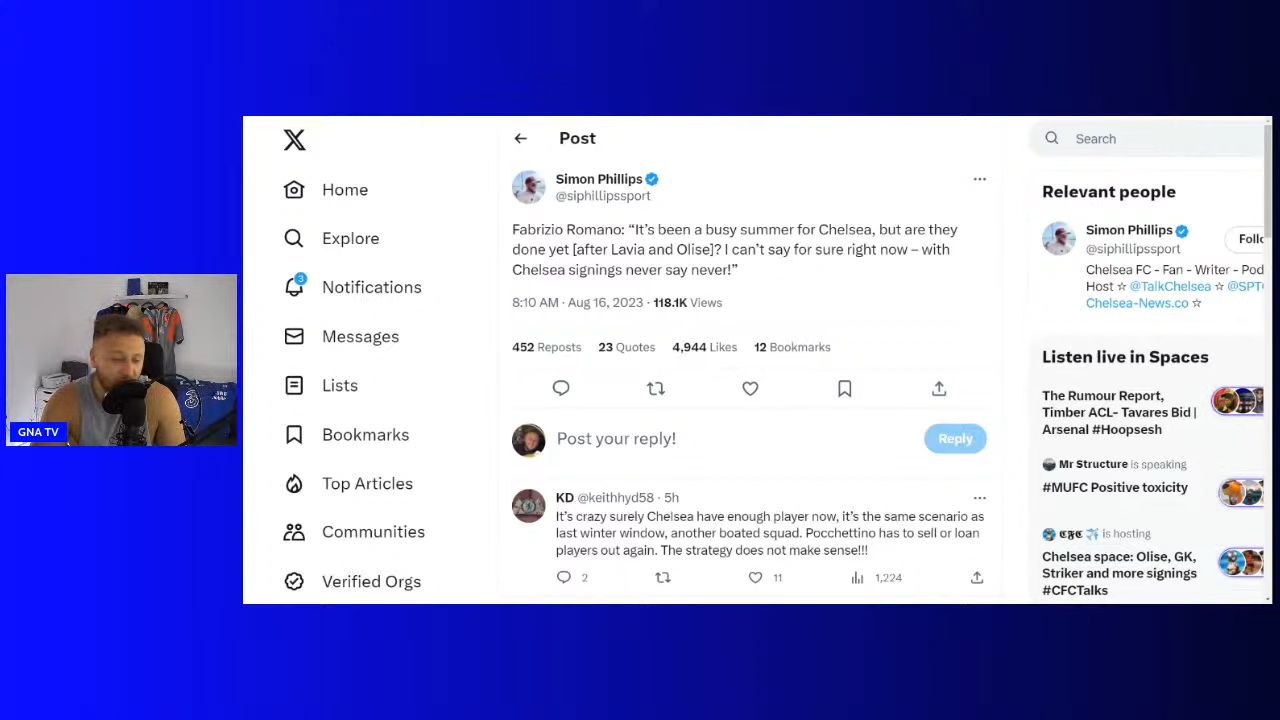 Home
Explore
3
Notifications
Messages
Lists
Bookmarks
Top Articles
Communities
Verified Orgs
GNA TV
Post
Simon Phillips
@siphillipssport
Fabrizio Romano: “It’s been a busy summer for Chelsea, but are they
done yet [after Lavia and Olise]? I can’t say for sure right now – with
Chelsea signings never say never!”
8:10 AM · Aug 16, 2023 · 118.1K Views
452 Reposts 23 Quotes 4,944 Likes 12 Bookmarks
Post your reply!
Reply
KD @keithhyd58 · 5h
It’s crazy surely Chelsea have enough player now, it’s the same scenario as
last winter window, another boated squad. Pocchettino has to sell or loan
players out again. The strategy does not make sense!!!
2 11 1,224
Search
Relevant people
Simon Phillips
@siphillipssport
Follo
Chelsea FC - Fan - Writer - Pod
Host ☆ @TalkChelsea ☆ @SPTC
Chelsea-News.co ☆
Listen live in Spaces
The Rumour Report,
Timber ACL- Tavares Bid |
Arsenal #Hoopsesh
Mr Structure is speaking
#MUFC Positive toxicity
CFC is hosting
Chelsea space: Olise, GK,
Striker and more signings
#CFCTalks